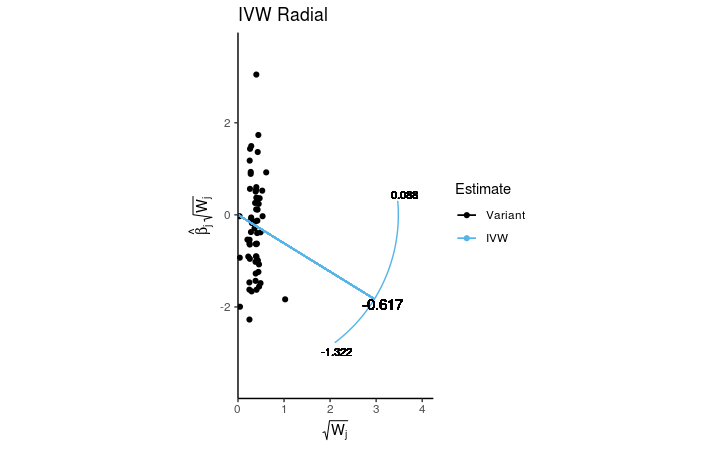 IVW Radial
2
0
-2
β̂j√Wj
0.088
-0.617
-1.322
0 1 2 3 4
√Wj
Estimate
Variant
IVW